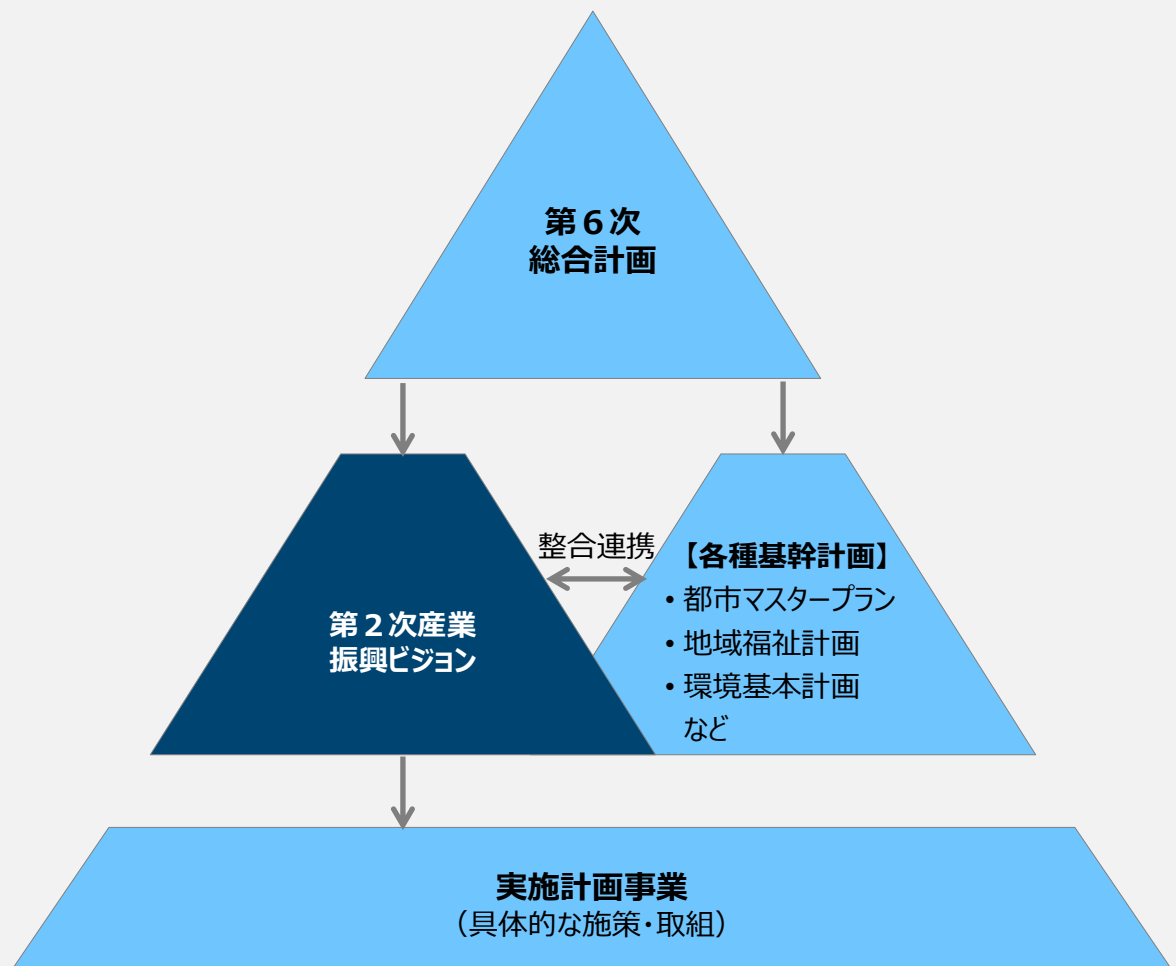 第６次
総合計画
整合連携
【各種基幹計画】
・都市マスタープラン
・地域福祉計画
・環境基本計画
など
第２次産業
振興ビジョン
実施計画事業
（具体的な施策・取組）